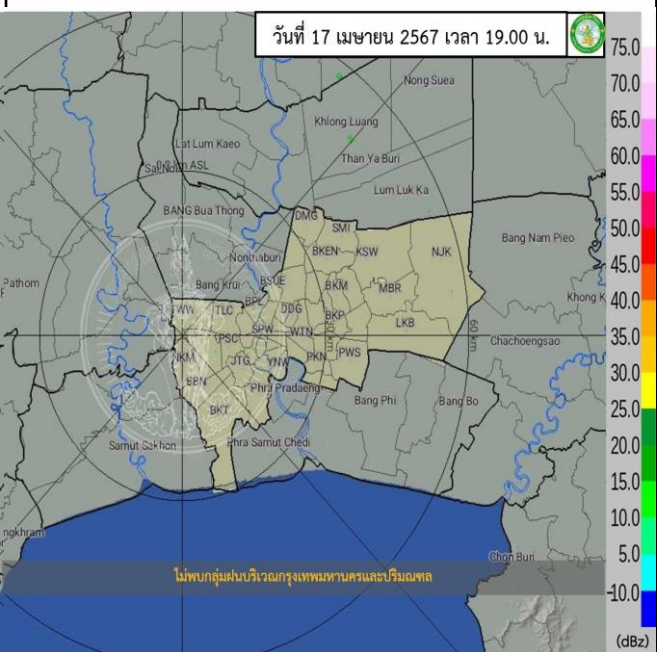 วันที่ 17 เมษายน 2567 เวลา 19.00 น.
75.0
Nong Suea
70.0
Khlong Luang
65.0
Lat Lum Kaeo
Than Ya Buri
km ASL
60.0
Lum Luk Ka
55.0
BANG Bua Thong
DMG
SMI
50.0
BKEN
KSW
NJK
Bang Nam Pieo
Nonthaburi
45.0
Pathom
Bang Krui
BSUE
BKM
MBR
Khong K
BPL
40.0
TWW
TLC
DDG
BKP
LKB
SPW
WTN
35.0
PSC
60 km
Chachoengsao
NKM
JTG
YNW
PKN
PWS
30.0
BBN
Phra Pradaeng
Bang Phi
Bang Bo
BKT
25.0
Samut Sakhon
Phra Samut Chedi
20.0
15.0
ngkhram
10.0
Chon Buri
5.0
ไม่พบกลุ่มฝนบริเวณกรุงเทพมหานครและปริมณฑล
-10.0
(dBz)